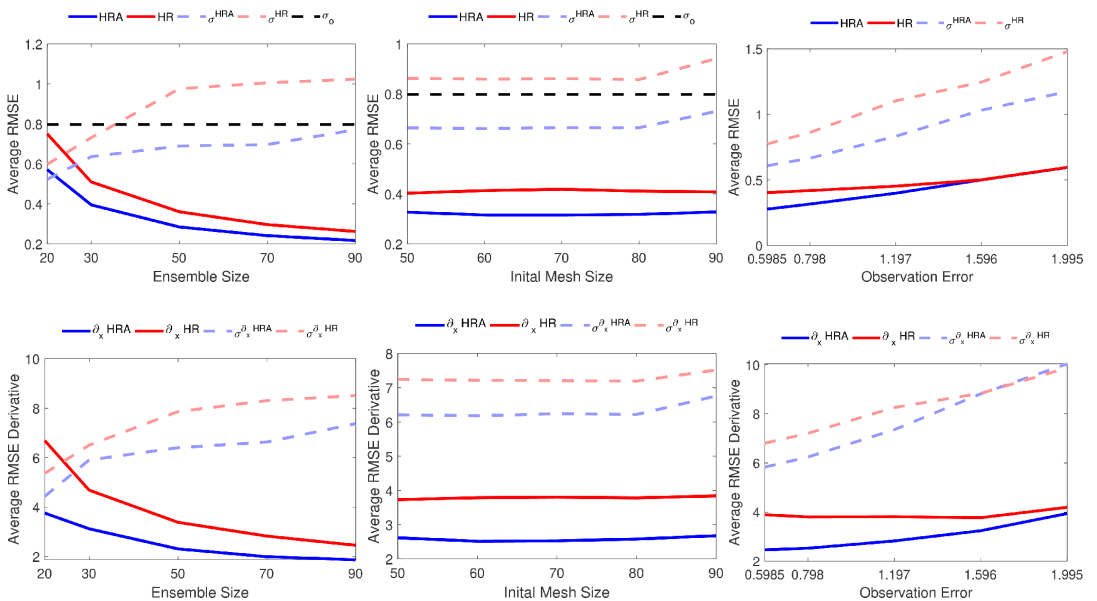 HRA HR σ^HRA σ^HR σ_o
1.2
1
0.8
0.6
0.4
0.2
20 30 50 70 90
Average RMSE
Ensemble Size
HRA HR σ^HRA σ^HR σ_o
1
0.8
0.6
0.4
0.2
50 60 70 80 90
Average RMSE
Inital Mesh Size
HRA HR σ^HRA σ^HR
1.5
1
0.5
0
0.5985 0.798 1.197 1.596 1.995
Average RMSE
Observation Error
∂_x HRA ∂_x HR σ^∂_x HRA σ^∂_x HR
10
8
6
4
2
20 30 50 70 90
Average RMSE Derivative
Ensemble Size
∂_x HRA ∂_x HR σ^∂_x HRA σ^∂_x HR
8
7
6
5
4
3
2
50 60 70 80 90
Average RMSE Derivative
Inital Mesh Size
∂_x HRA ∂_x HR σ^∂_x HRA σ^∂_x HR
10
8
6
4
2
0.5985 0.798 1.197 1.596 1.995
Average RMSE Derivative
Observation Error